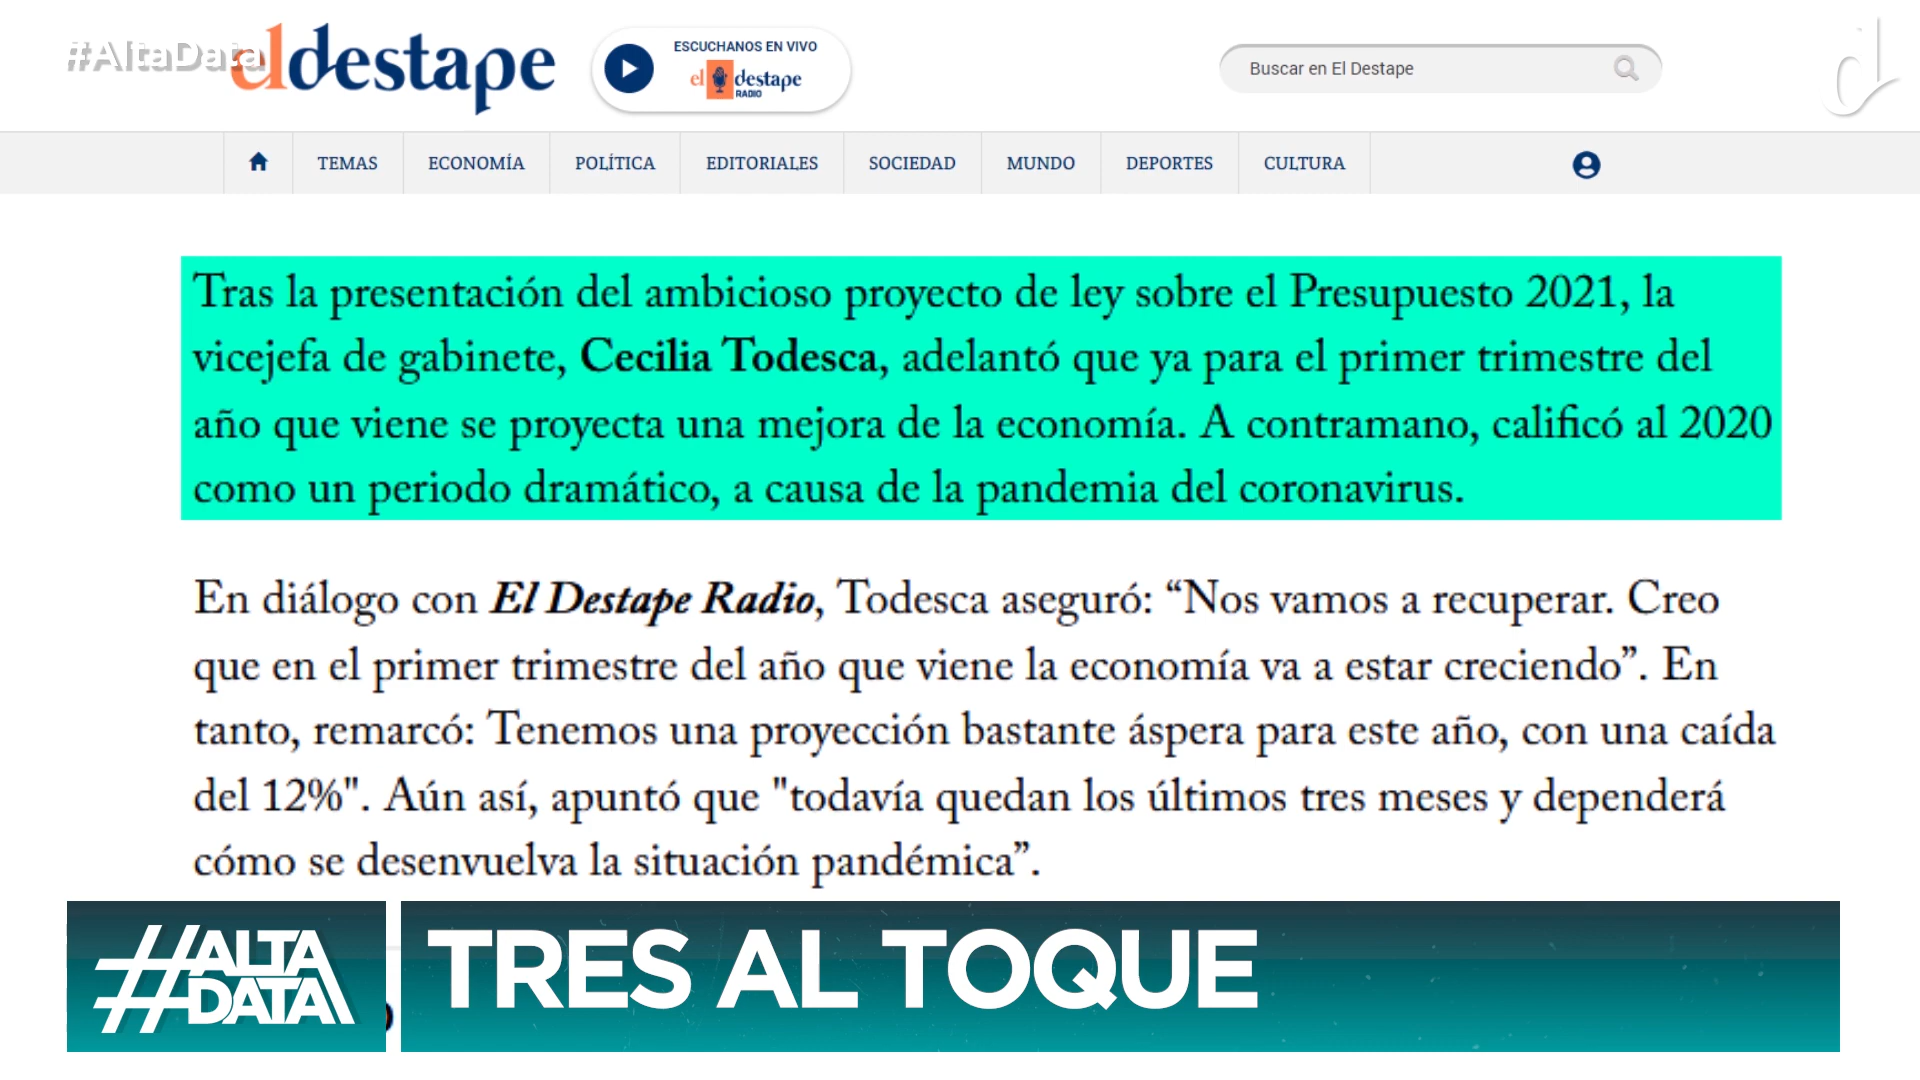 #AltaData
eldestape
ESCUCHANOS EN VIVO
el destape
RADIO
Buscar en El Destape
d
TEMAS
ECONOMÍA
POLÍTICA
EDITORIALES
SOCIEDAD
MUNDO
DEPORTES
CULTURA
Tras la presentación del ambicioso proyecto de ley sobre el Presupuesto 2021, la
vicejefa de gabinete, Cecilia Todesca, adelantó que ya para el primer trimestre del
año que viene se proyecta una mejora de la economía. A contramano, calificó al 2020
como un periodo dramático, a causa de la pandemia del coronavirus.
En diálogo con El Destape Radio, Todesca aseguró: “Nos vamos a recuperar. Creo
que en el primer trimestre del año que viene la economía va a estar creciendo”. En
tanto, remarcó: Tenemos una proyección bastante áspera para este año, con una caída
del 12%". Aún así, apuntó que "todavía quedan los últimos tres meses y dependerá
cómo se desenvuelva la situación pandémica”.
#ALTA
DATA
TRES AL TOQUE